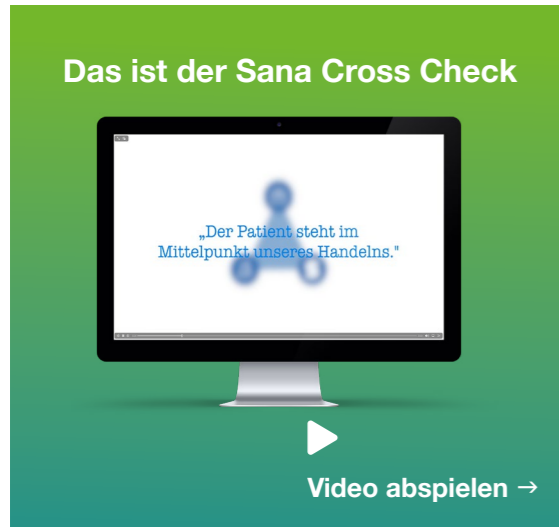 Das ist der Sana Cross Check
„Der Patient steht im
Mittelpunkt unseres Handelns."
Video abspielen →